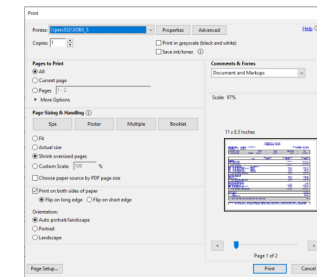 Print
Printer:
Properties
Advanced
Help
Copies: 1
Print in grayscale (black and white)
Save ink/toner
Pages to Print
All
Current page
Pages 1 - 2
More Options
Comments & Forms
Document and Markups
Scale: 97%
Page Sizing & Handling
Size
Poster
Multiple
Booklet
Fit
Actual size
Shrink oversized pages
Custom Scale: 100 %
Choose paper source by PDF page size
11 x 8.5 Inches
Print on both sides of paper
Flip on long edge
Flip on short edge
Orientation:
Auto portrait/landscape
Portrait
Landscape
<
>
Page 1 of 2
Page Setup...
Print
Cancel